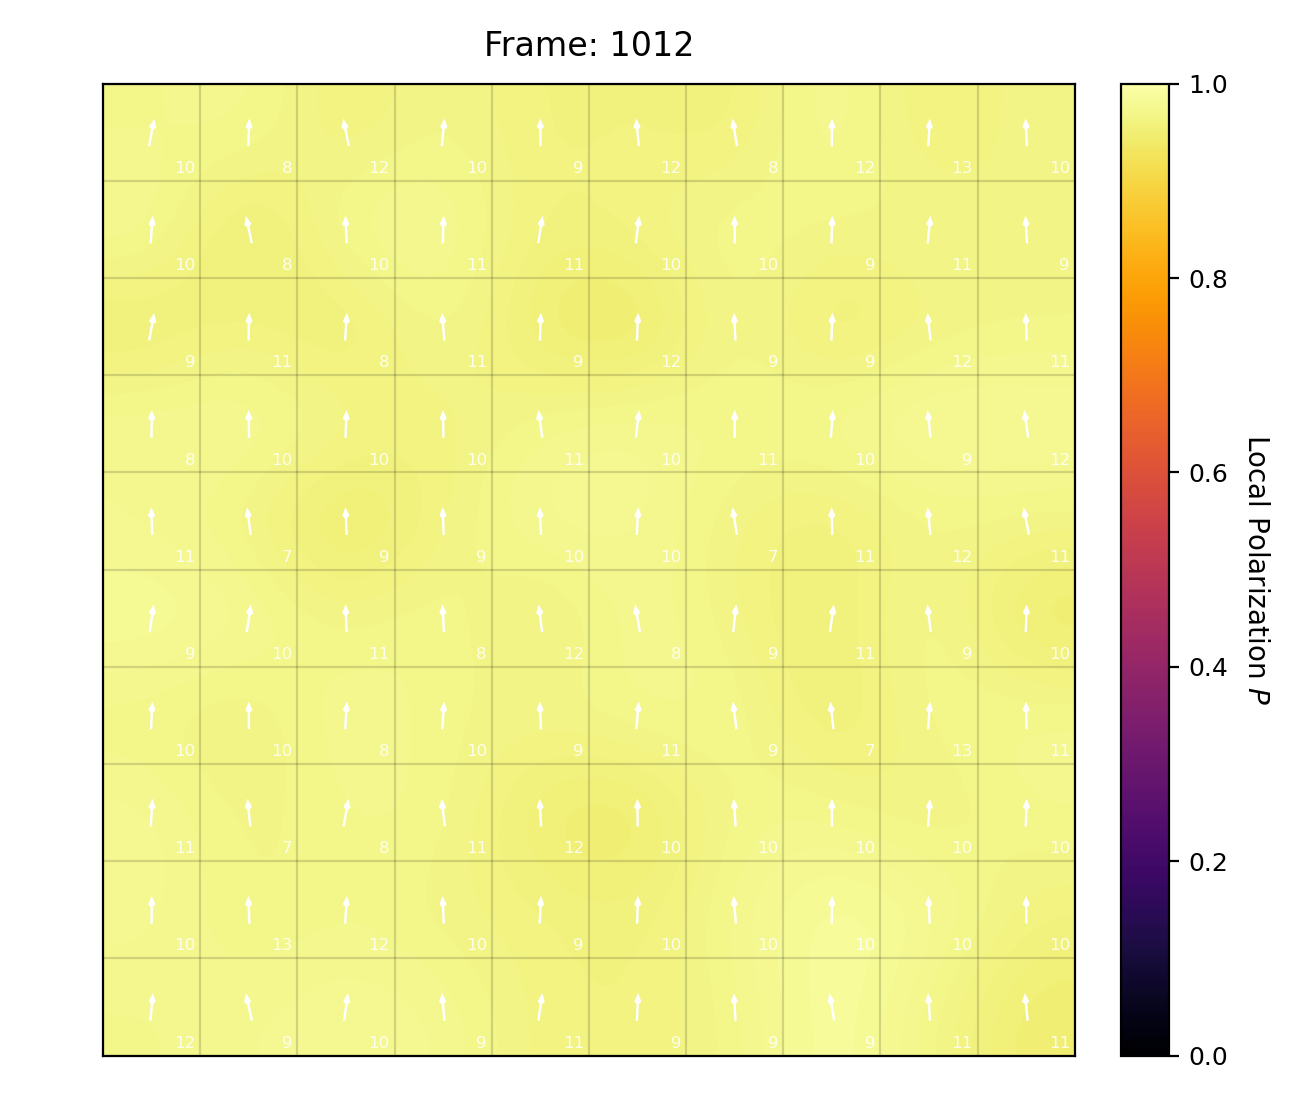 Frame: 1012
10 8 12 10 9 12 8 12 13 10
10 8 10 11 11 10 10 9 11 9
9 11 8 11 9 12 9 9 12 11
8 10 10 10 11 10 11 10 9 12
11 7 9 9 10 10 7 11 12 11
9 10 11 8 12 8 9 11 9 10
10 10 8 10 9 11 9 7 13 11
11 7 8 11 12 10 10 10 10 10
10 13 12 10 9 10 10 10 10 10
12 9 10 9 11 9 9 9 11 11
1.0
0.8
0.6
0.4
0.2
0.0
Local Polarization P